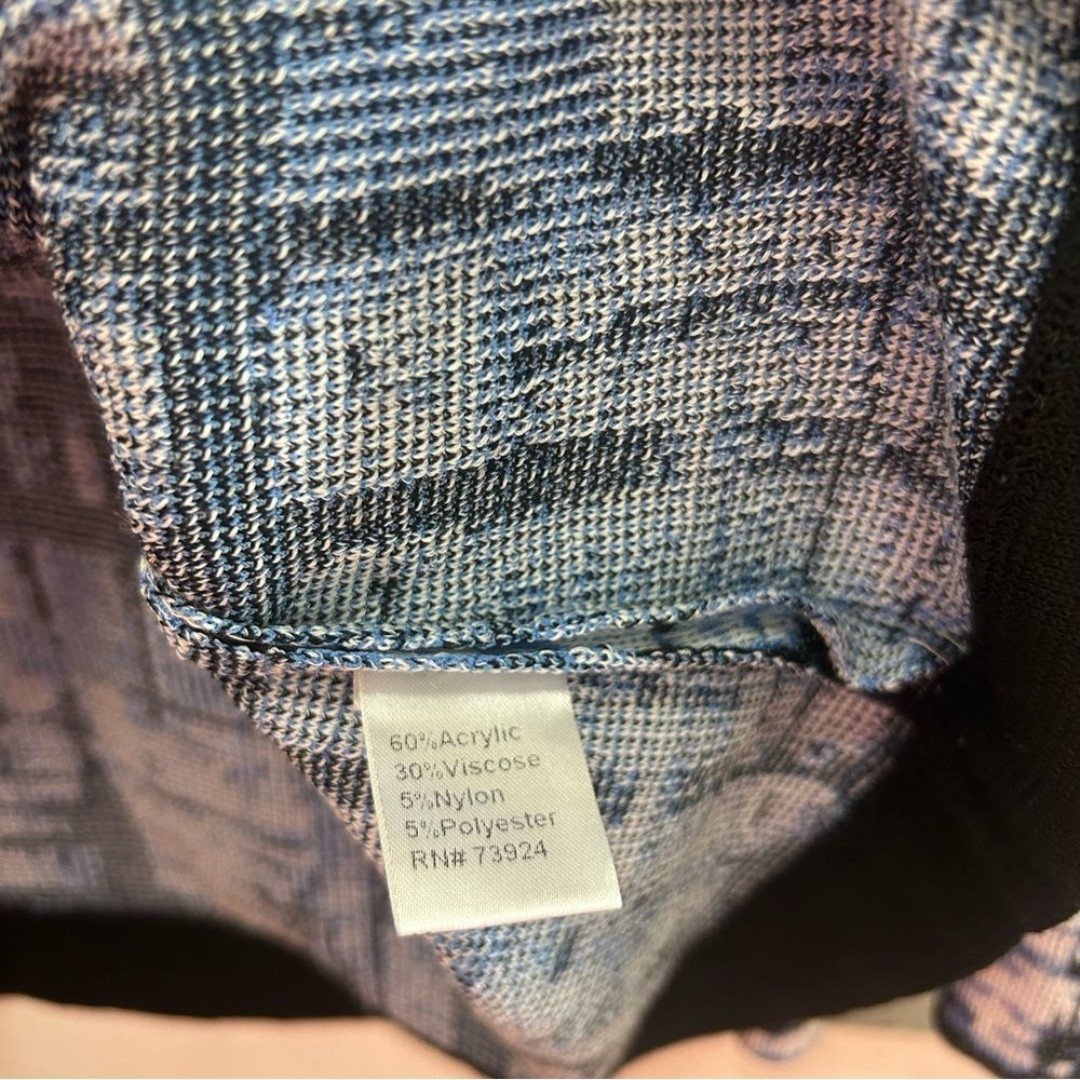 60%Acrylic
30%Viscose
5%Nylon
5%Polyester
RN# 73924